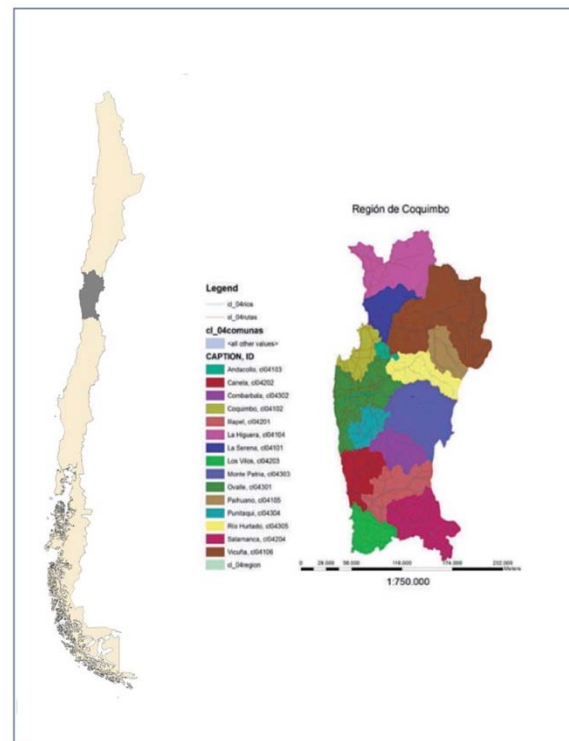 Región de Coquimbo
Legend
cl_04rios
cl_04rutas
cl_04comunas
<all other values>
CAPTION, ID
Andacollo, cl04103
Canela, cl04202
Combarbala, cl04302
Coquimbo, cl04102
Illapel, cl04201
La Higuera, cl04104
La Serena, cl04101
Los Vilos, cl04203
Monte Patria, cl04303
Ovalle, cl04301
Paihuano, cl04105
Punitaqui, cl04304
Río Hurtado, cl04305
Salamanca, cl04204
Vicuña, cl04106
cl_04region
0 29.000 58.000 116.000 174.000 232.000
Meters
1:750.000